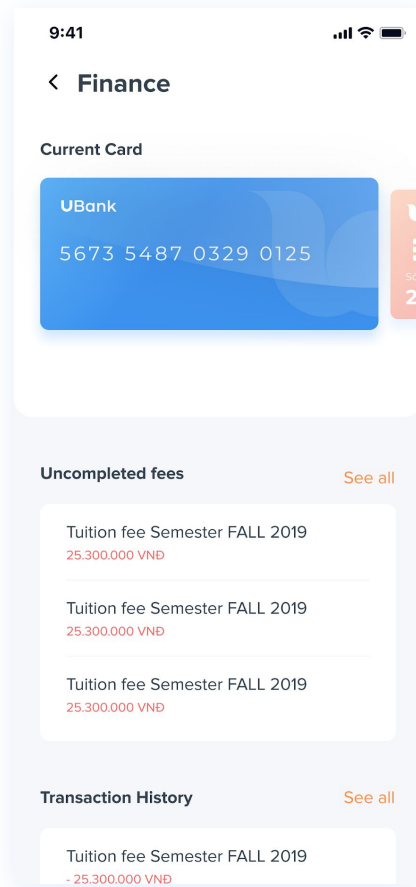 9:41
Finance
Current Card
UBank
5673 5487 0329 0125
Uncompleted fees
See all
Tuition fee Semester FALL 2019
25.300.000 VNĐ
Tuition fee Semester FALL 2019
25.300.000 VNĐ
Tuition fee Semester FALL 2019
25.300.000 VNĐ
Transaction History
See all
Tuition fee Semester FALL 2019
- 25.300.000 VNĐ